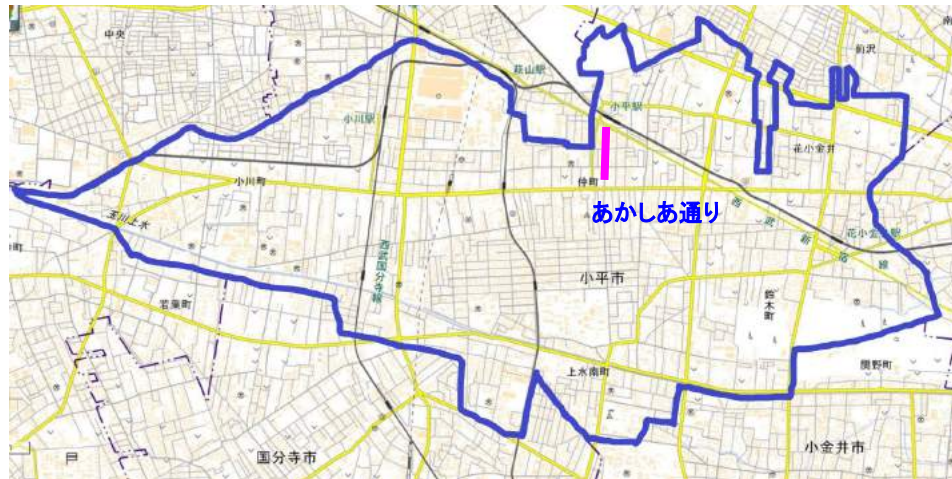 中央
前沢
萩山駅
小平駅
小川駅
花小金井
小川町
仲町
あかしあ通り
玉川上水
西武新宿線
花小金井駅
西武国分寺線
小平市
若葉町
鈴木町
上水南町
関野町
国分寺市
小金井市